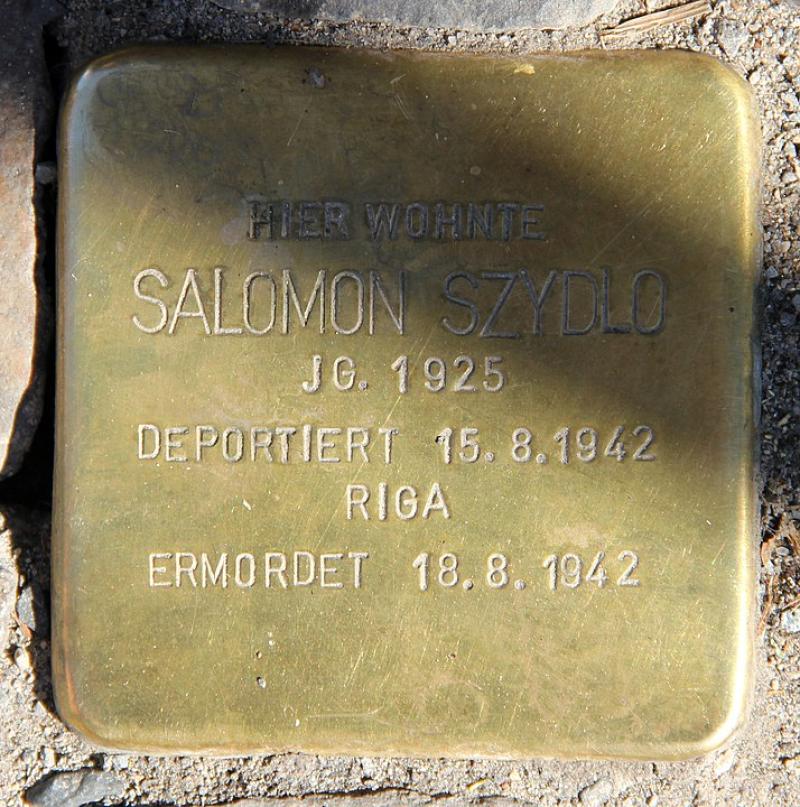 HIER WOHNTE
SALOMON SZYDLO
JG. 1925
DEPORTIERT 15.8.1942
RIGA
ERMORDET 18.8.1942